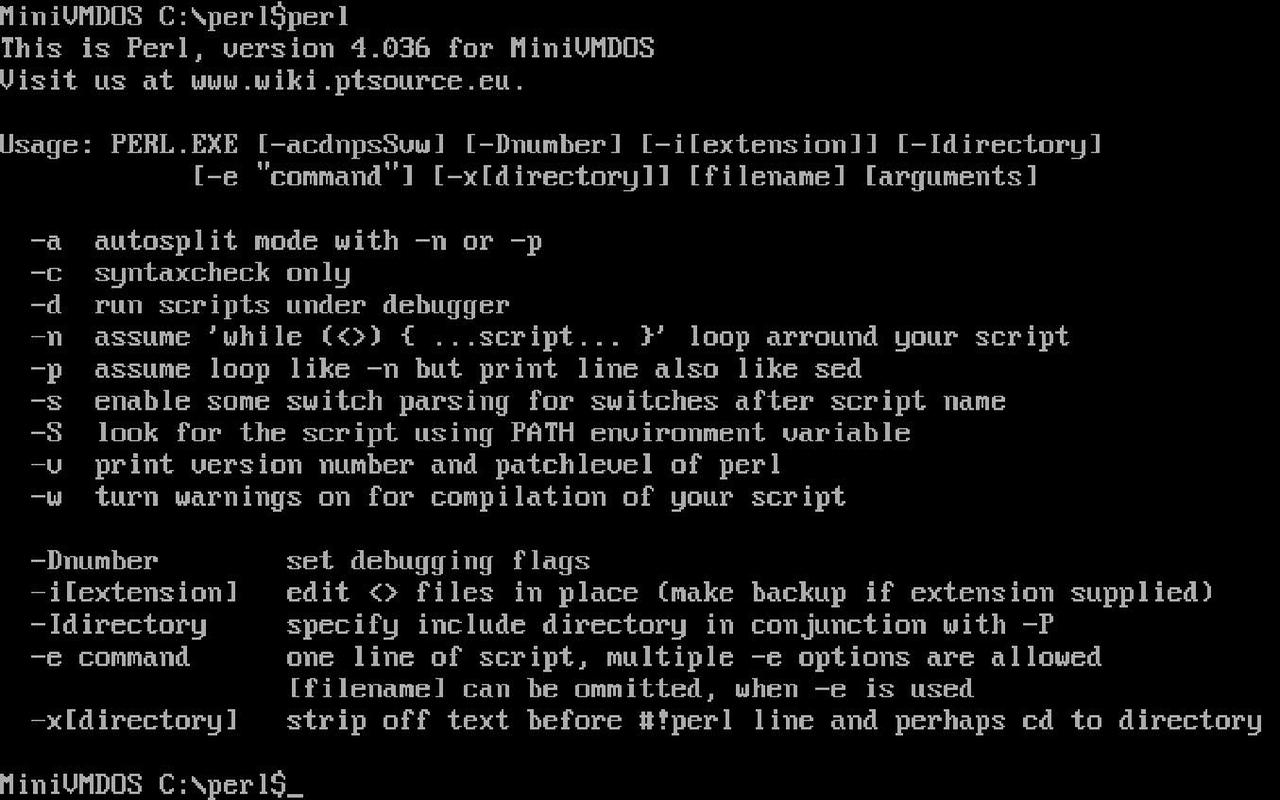 MiniVMDOS C:\perl$perl
This is Perl, version 4.036 for MiniVMDOS
Visit us at www.wiki.ptsource.eu.

Usage: PERL.EXE [-acdnpsSvw] [-Dnumber] [-i[extension]] [-Idirectory]
            [-e "command"] [-x[directory]] [filename] [arguments]

  -a  autosplit mode with -n or -p
  -c  syntaxcheck only
  -d  run scripts under debugger
  -n  assume 'while (<>) { ...script... }' loop arround your script
  -p  assume loop like -n but print line also like sed
  -s  enable some switch parsing for switches after script name
  -S  look for the script using PATH environment variable
  -v  print version number and patchlevel of perl
  -w  turn warnings on for compilation of your script

  -Dnumber        set debugging flags
  -i[extension]   edit <> files in place (make backup if extension supplied)
  -Idirectory     specify include directory in conjunction with -P
  -e command      one line of script, multiple -e options are allowed
                  [filename] can be ommitted, when -e is used
  -x[directory]   strip off text before #!perl line and perhaps cd to directory

MiniVMDOS C:\perl$_